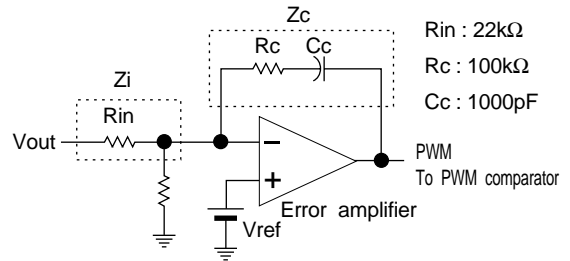 Zc
Rc
Cc
Rin : 22kΩ
Rc : 100kΩ
Cc : 1000pF
Zi
Rin
Vout
−
+
PWM
To PWM comparator
Error amplifier
Vref